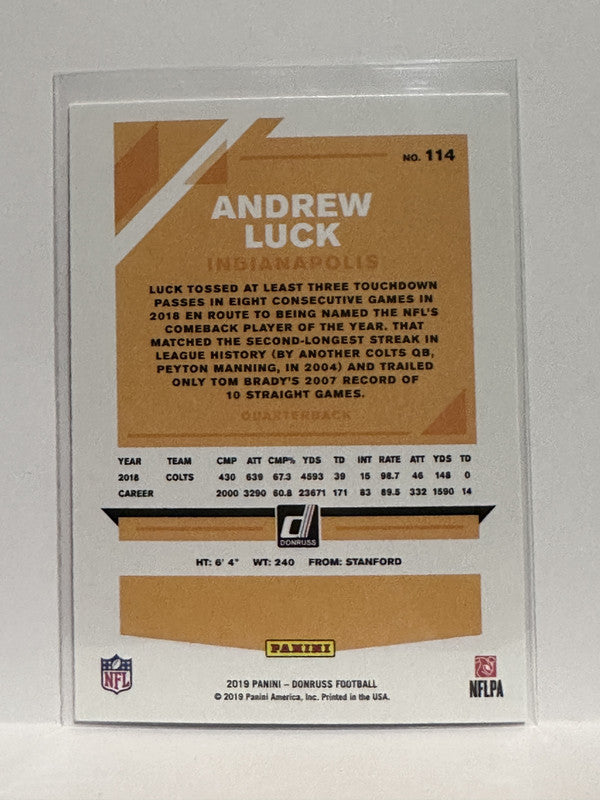 NO. 114
ANDREW
LUCK
INDIANAPOLIS
LUCK TOSSED AT LEAST THREE TOUCHDOWN
PASSES IN EIGHT CONSECUTIVE GAMES IN
2018 EN ROUTE TO BEING NAMED THE NFL'S
COMEBACK PLAYER OF THE YEAR. THAT
MATCHED THE SECOND-LONGEST STREAK IN
LEAGUE HISTORY (BY ANOTHER COLTS QB,
PEYTON MANNING, IN 2004) AND TRAILED
ONLY TOM BRADY'S 2007 RECORD OF
10 STRAIGHT GAMES.
QUARTERBACK
YEAR TEAM CMP ATT CMP% YDS TD INT RATE ATT YDS TD
2018 COLTS 430 639 67.3 4593 39 15 98.7 46 148 0
CAREER 2000 3290 60.8 23671 171 83 89.5 332 1590 14
d
DONRUSS
HT: 6' 4" WT: 240 FROM: STANFORD
PANINI
NFL
2019 PANINI – DONRUSS FOOTBALL
© 2019 Panini America, Inc. Printed in the USA.
NFLPA